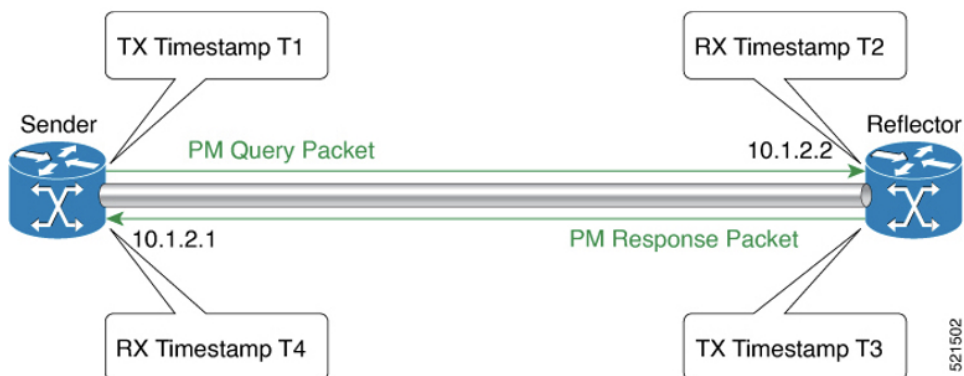 TX Timestamp T1
RX Timestamp T2
Sender
Reflector
PM Query Packet
10.1.2.2
10.1.2.1
PM Response Packet
RX Timestamp T4
TX Timestamp T3
521502